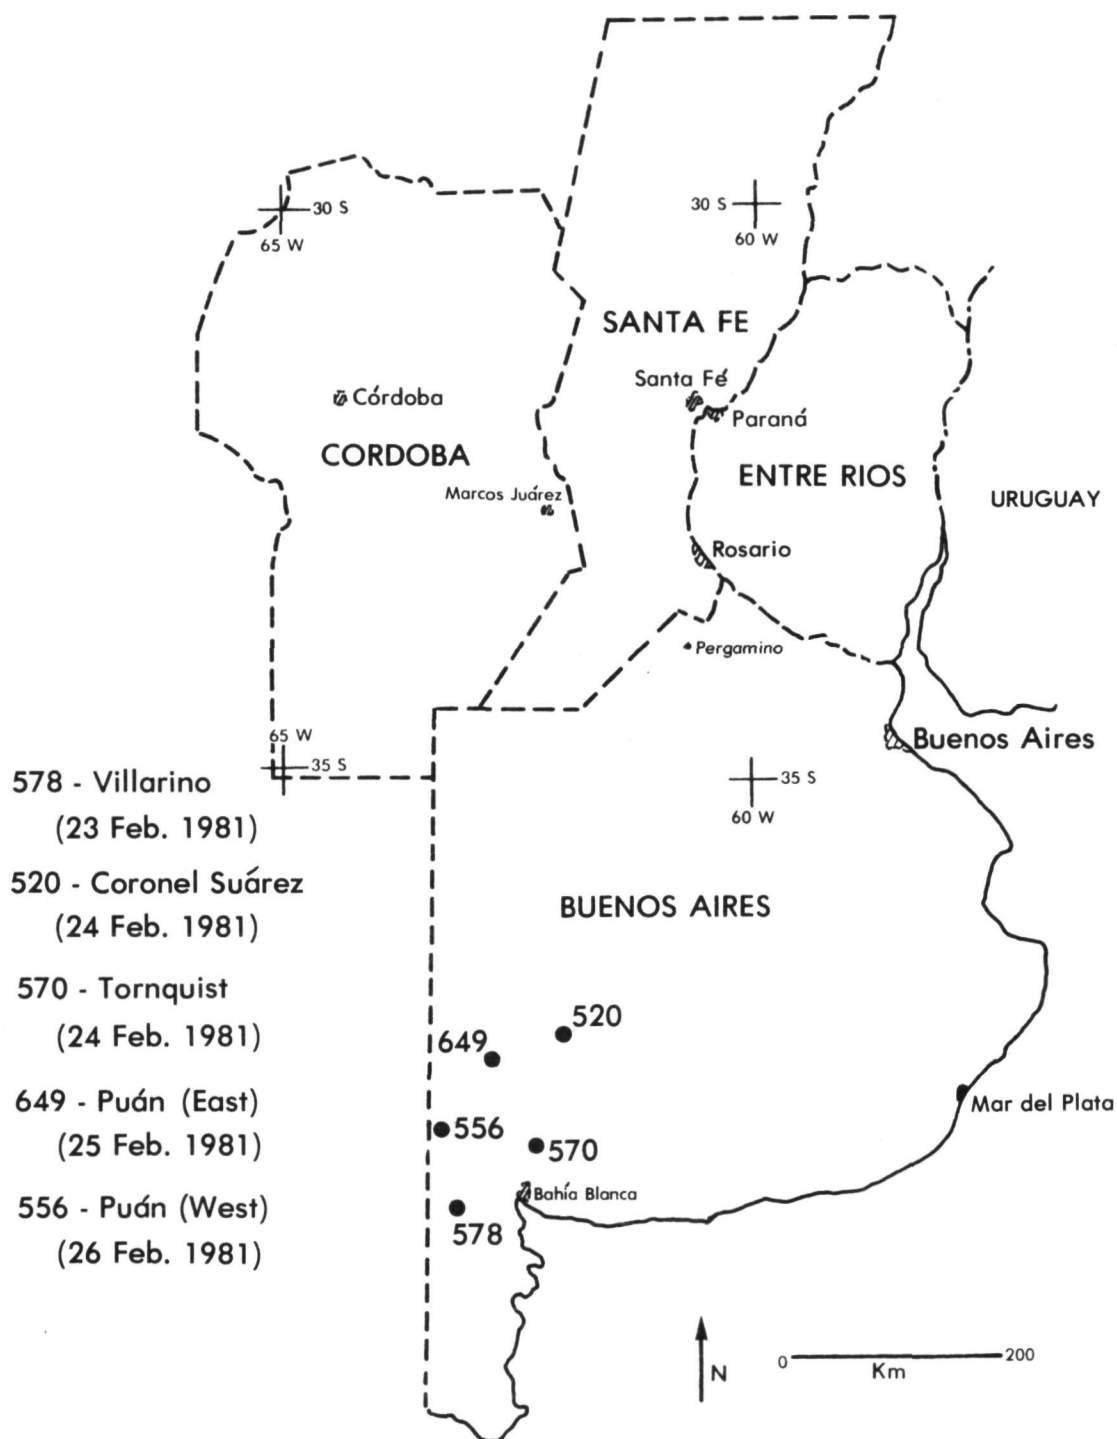 30 S
65 W
30 S
60 W
SANTA FE
Santa Fé
Paraná
Córdoba
CORDOBA
Marcos Juárez
ENTRE RIOS
URUGUAY
Rosario
Pergamino
Buenos Aires
65 W
35 S
35 S
60 W
BUENOS AIRES
578 - Villarino
(23 Feb. 1981)
520 - Coronel Suárez
(24 Feb. 1981)
570 - Tornquist
(24 Feb. 1981)
649 - Puán (East)
(25 Feb. 1981)
556 - Puán (West)
(26 Feb. 1981)
520
649
556
570
578
Bahía Blanca
Mar del Plata
N
0
200
Km